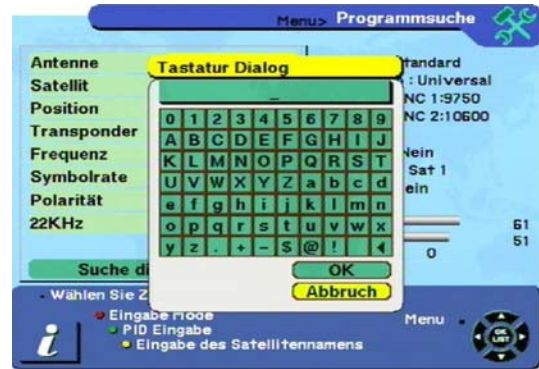 Menu> Programmsuche
Antenne
Satellit
Position
Transponder
Frequenz
Symbolrate
Polarität
22KHz
Tastatur Dialog
_
0 1 2 3 4 5 6 7 8 9
A B C D E F G H I J
K L M N O P Q R S T
U V W X Y Z a b c d
e f g h i j k l m n
o p q r s t u v w x
y z . + - $ @ !
OK
Abbruch
: Universal
NC 1:9750
NC 2:10600
Nein
Sat 1
ein
61
51
0
Suche
Wählen Sie
Eingabe Mode
PID Eingabe
Eingabe des Satellitennamens
Menu
OK
LIST
i